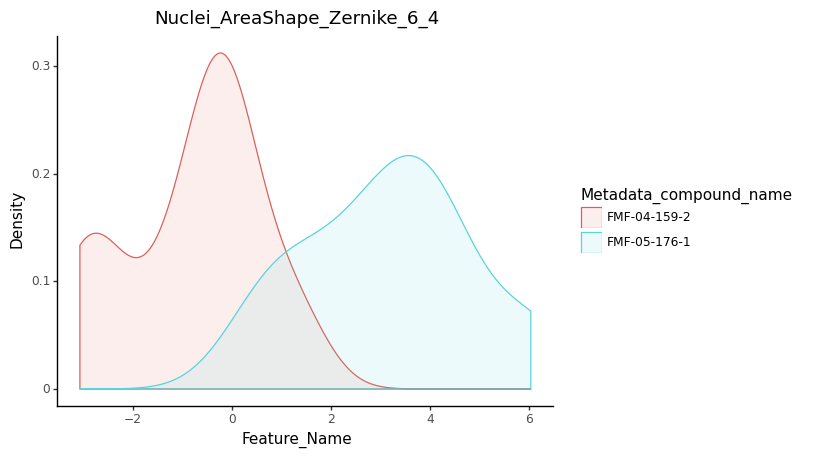 Nuclei_AreaShape_Zernike_6_4
0.3
0.2
0.1
0
Density
−2
0
2
4
6
Feature_Name
Metadata_compound_name
FMF-04-159-2
FMF-05-176-1